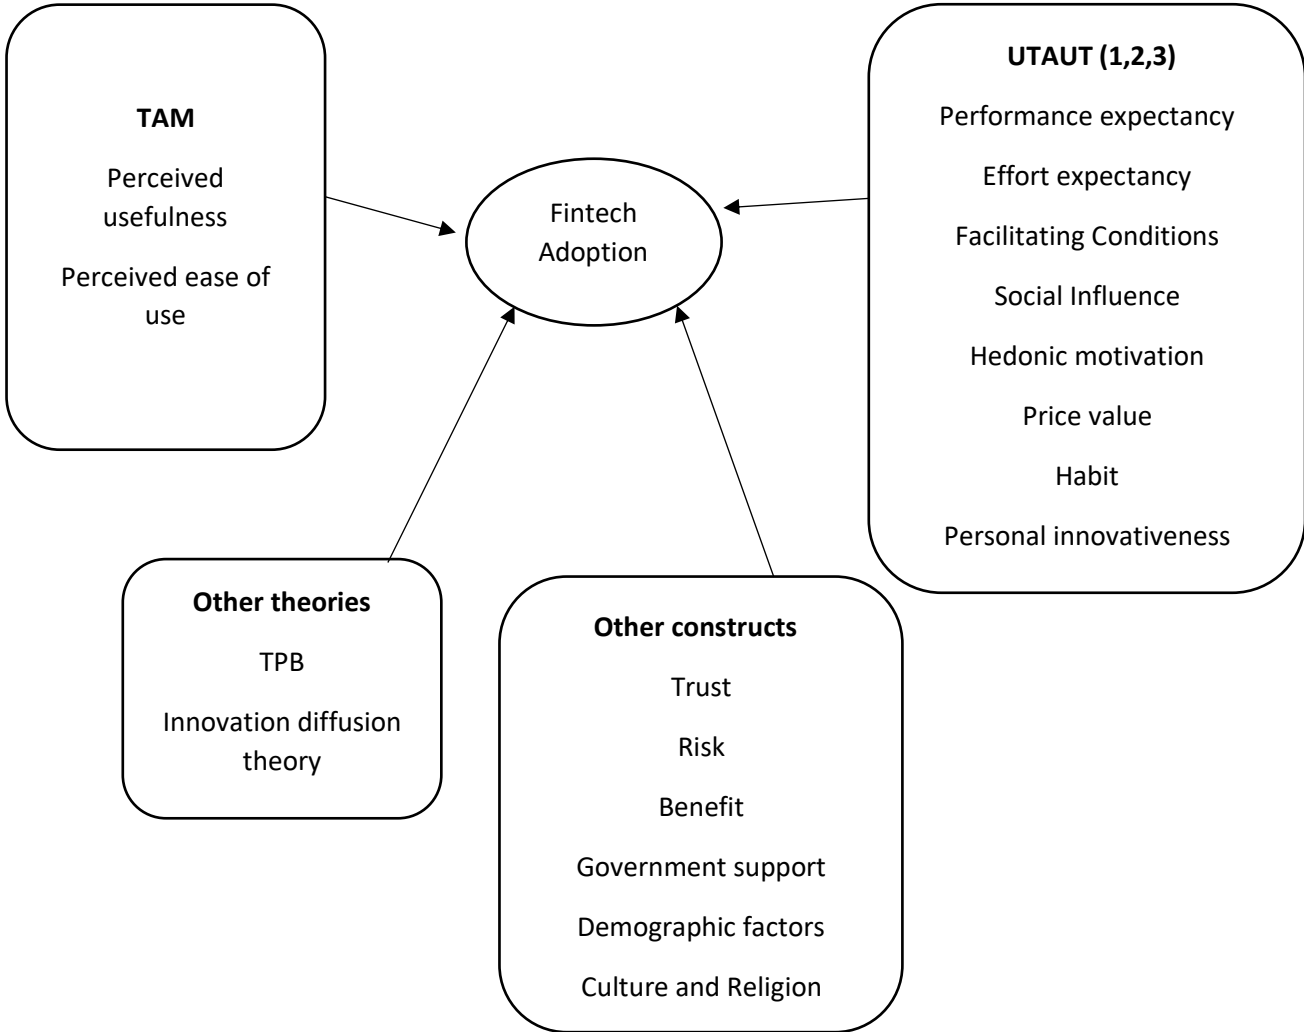 TAM
Perceived
usefulness
Perceived ease of
use
Fintech
Adoption
UTAUT (1,2,3)
Performance expectancy
Effort expectancy
Facilitating Conditions
Social Influence
Hedonic motivation
Price value
Habit
Personal innovativeness
Other theories
TPB
Innovation diffusion
theory
Other constructs
Trust
Risk
Benefit
Government support
Demographic factors
Culture and Religion